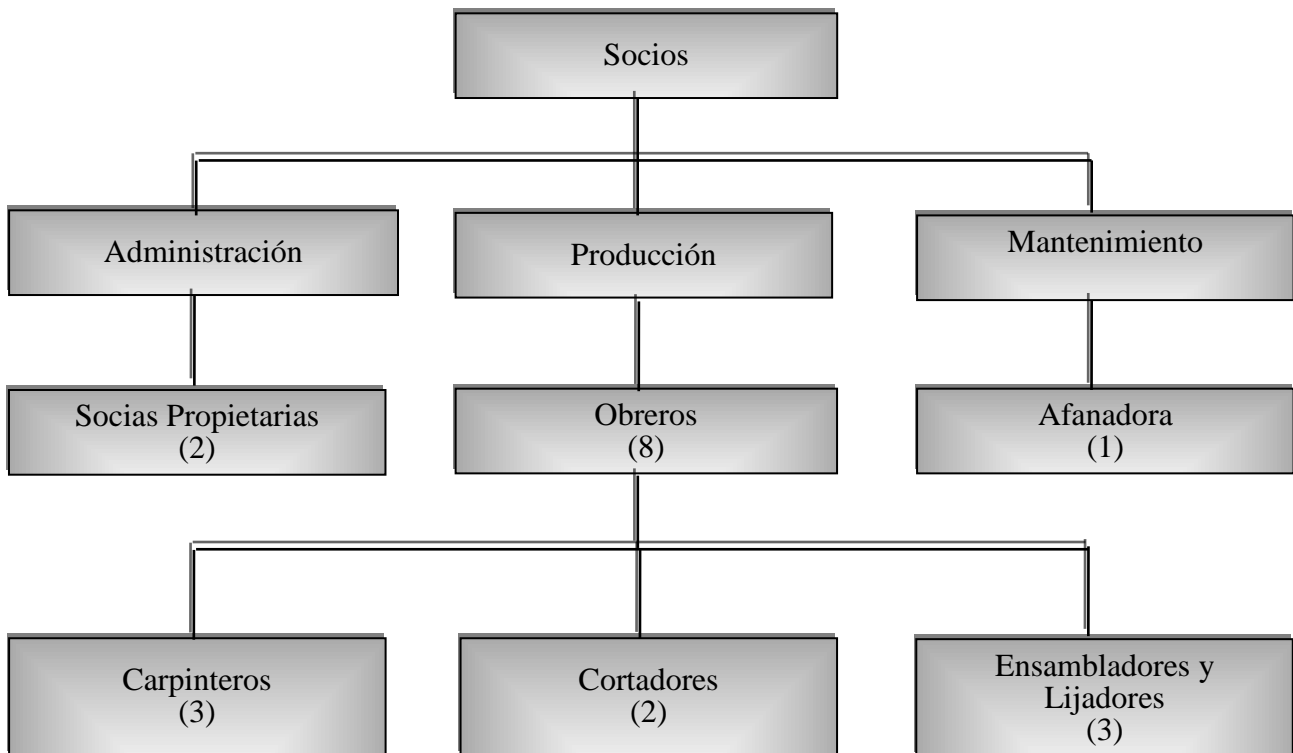 Socios
Administración
Producción
Mantenimiento
Socias Propietarias
(2)
Obreros
(8)
Afanadora
(1)
Carpinteros
(3)
Cortadores
(2)
Ensambladores y
Lijadores
(3)